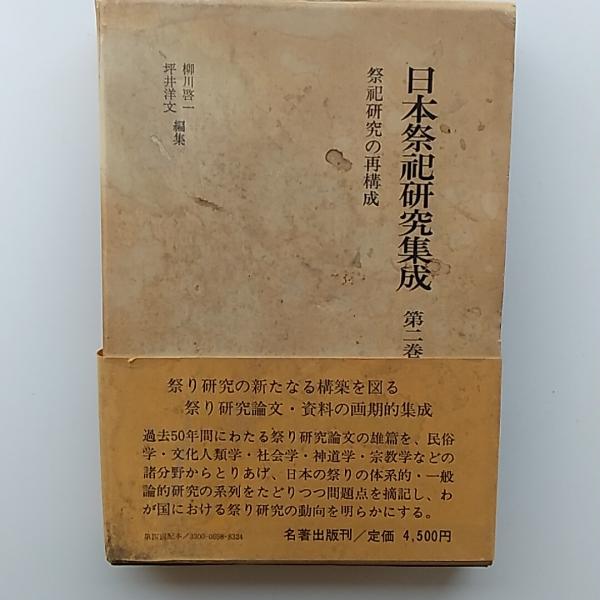 日本祭祀研究集成 第二巻
祭祀研究の再構成
柳川啓一
坪井洋文 編集
祭り研究の新たなる構築を図る
祭り研究論文・資料の画期的集成
過去50年間にわたる祭り研究論文の雄篇を、民俗
学・文化人類学・社会学・神道学・宗教学などの
諸分野からとりあげ、日本の祭りの体系的・一般
論的研究の系列をたどりつつ問題点を摘記し、わ
が国における祭り研究の動向を明らかにする。
第四回配本/3300-0698-8324
名著出版刊/定価 4,500円